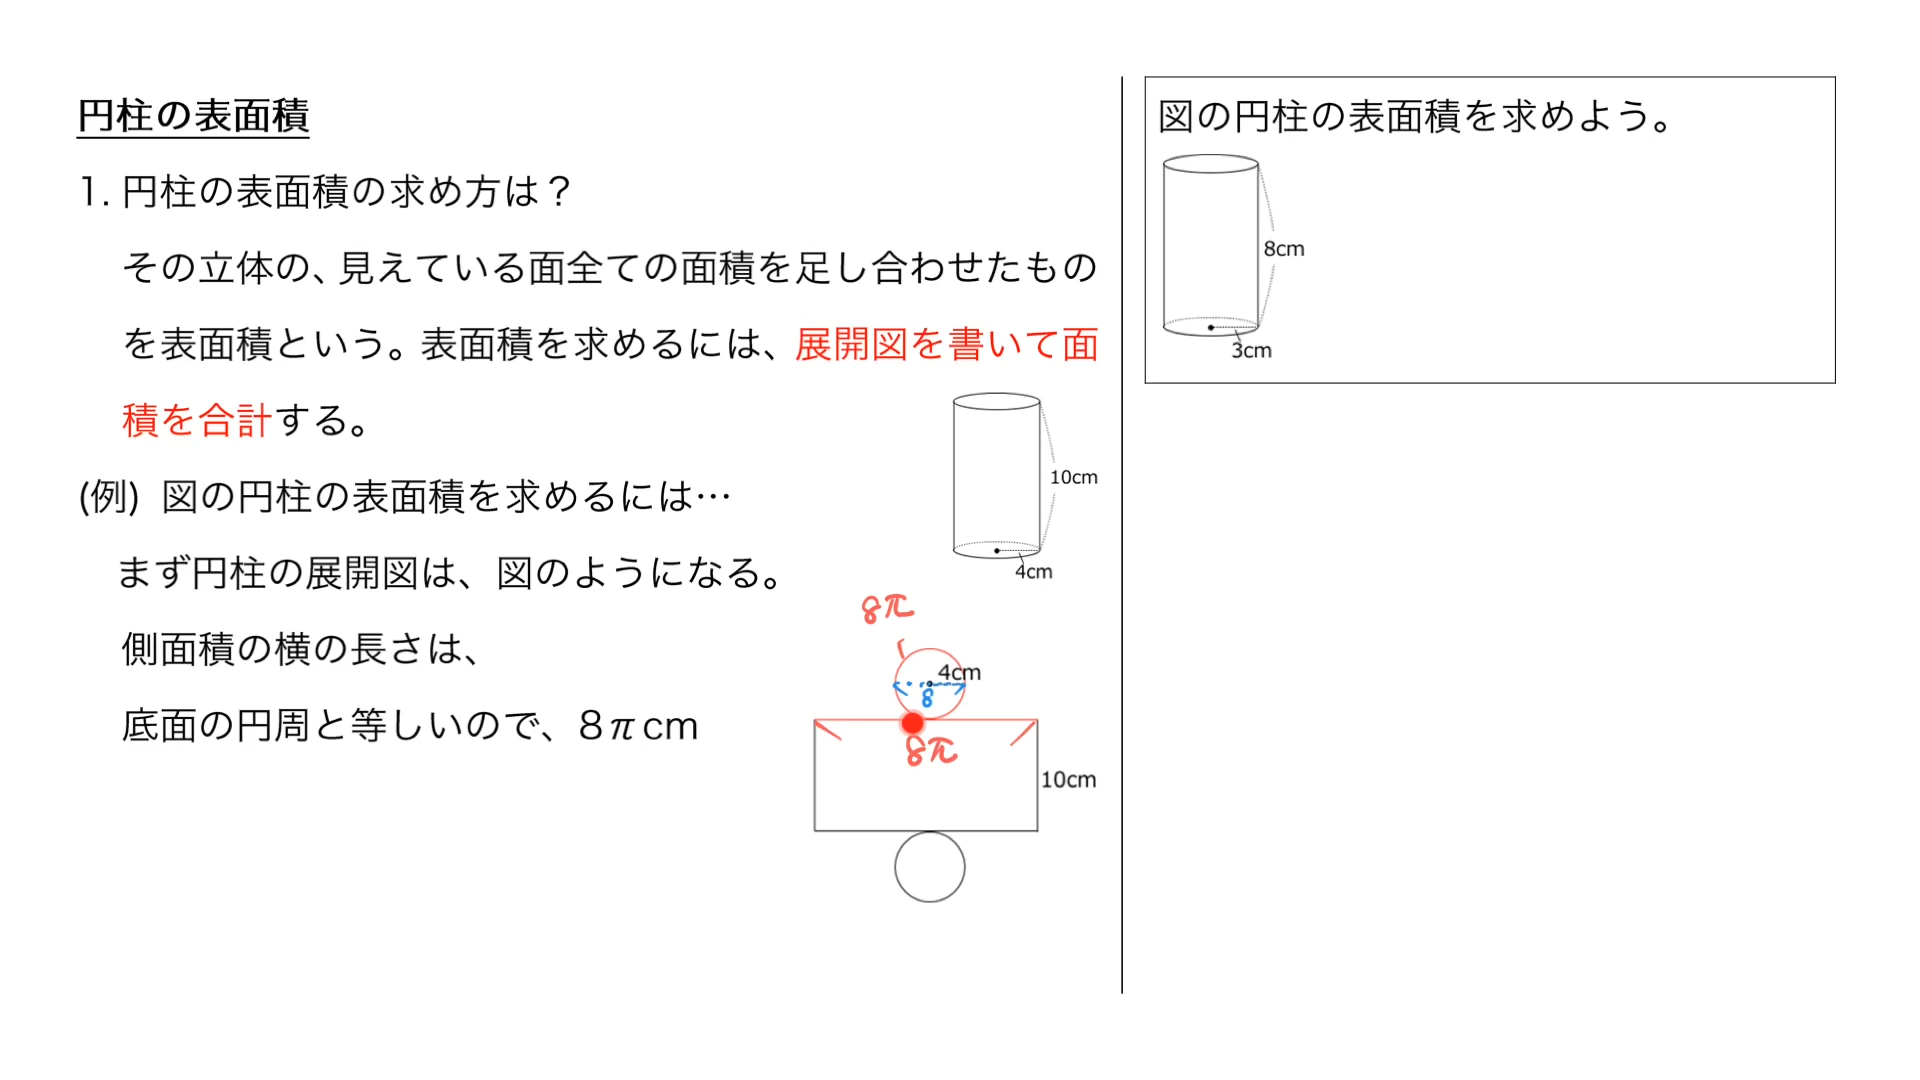 円柱の表面積
1. 円柱の表面積の求め方は？
その立体の、見えている面全ての面積を足し合わせたもの
を表面積という。表面積を求めるには、展開図を書いて面
積を合計する。
(例) 図の円柱の表面積を求めるには…
まず円柱の展開図は、図のようになる。
側面積の横の長さは、
底面の円周と等しいので、8πcm
10cm
4cm
8π
4cm
8
8π
10cm
図の円柱の表面積を求めよう。
8cm
3cm